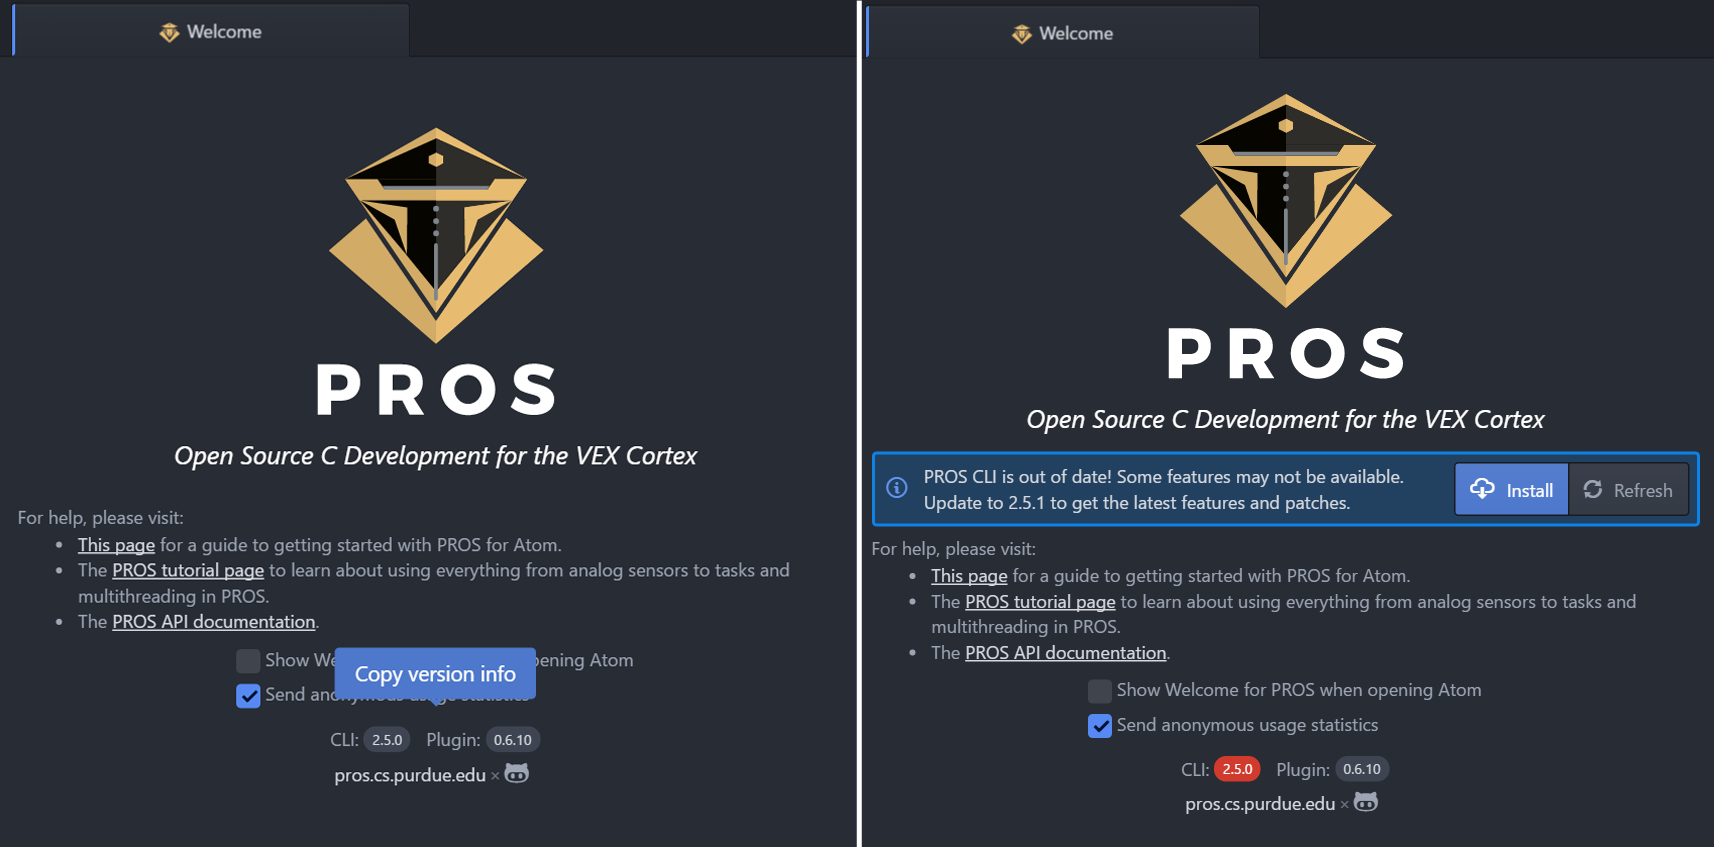 Welcome
PROS
Open Source C Development for the VEX Cortex
For help, please visit:
• This page for a guide to getting started with PROS for Atom.
• The PROS tutorial page to learn about using everything from analog sensors to tasks and
multithreading in PROS.
• The PROS API documentation.
Show We pening Atom
Copy version info
Send anonymous usage statistics
CLI: 2.5.0 Plugin: 0.6.10
pros.cs.purdue.edu ×
Welcome
PROS
Open Source C Development for the VEX Cortex
PROS CLI is out of date! Some features may not be available.
Update to 2.5.1 to get the latest features and patches.
Install Refresh
For help, please visit:
• This page for a guide to getting started with PROS for Atom.
• The PROS tutorial page to learn about using everything from analog sensors to tasks and
multithreading in PROS.
• The PROS API documentation.
Show Welcome for PROS when opening Atom
Send anonymous usage statistics
CLI: 2.5.0 Plugin: 0.6.10
pros.cs.purdue.edu ×